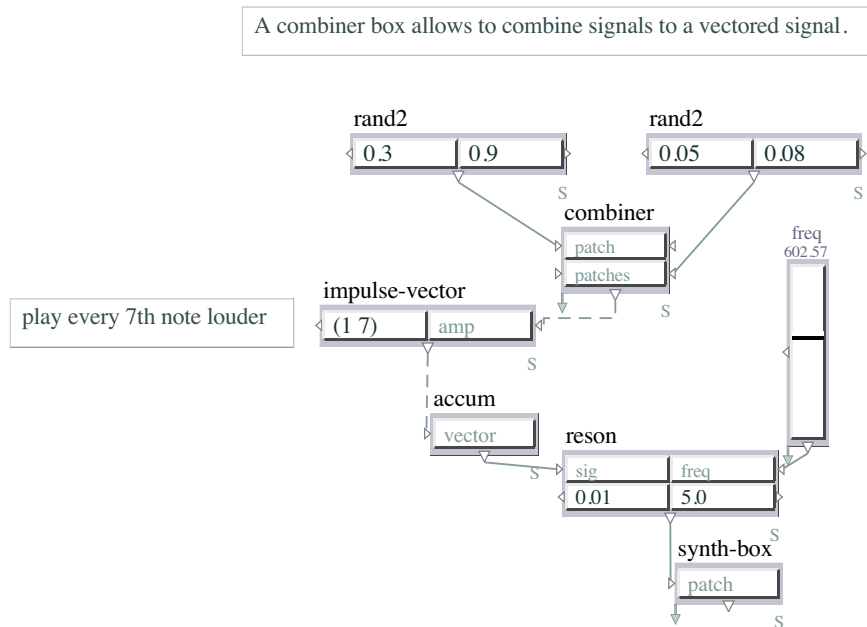 A combiner box allows to combine signals to a vectored signal.
rand2
0.3 0.9
S
rand2
0.05 0.08
S
combiner
patch
patches
S
freq
602.57
play every 7th note louder
impulse-vector
(1 7) amp
S
accum
vector
S
reson
sig freq
0.01 5.0
S
synth-box
patch
S